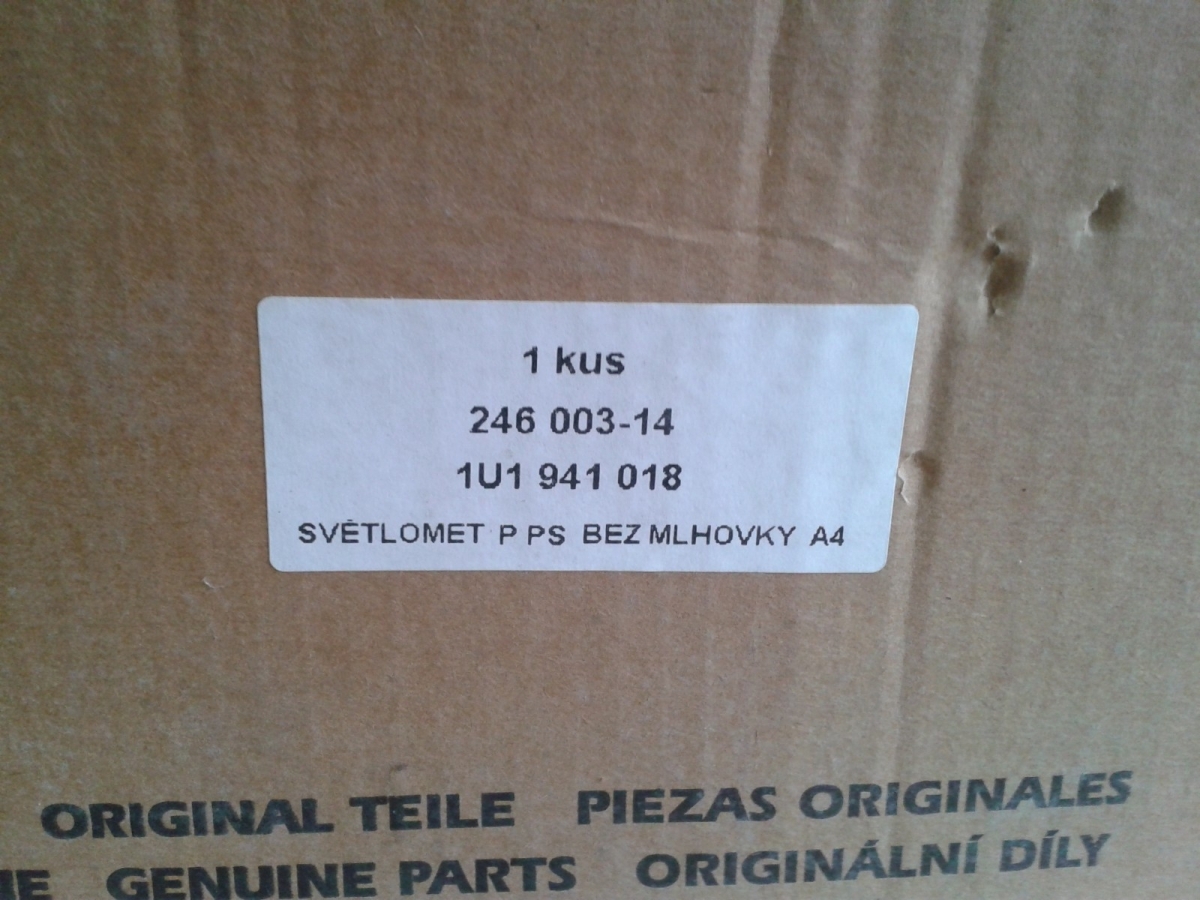 1 kus
246 003-14
1U1 941 018
SVĚTLOMET P PS BEZ MLHOVKY A4
ORIGINAL TEILE PIEZAS ORIGINALES
GENUINE PARTS ORIGINÁLNÍ DÍLY